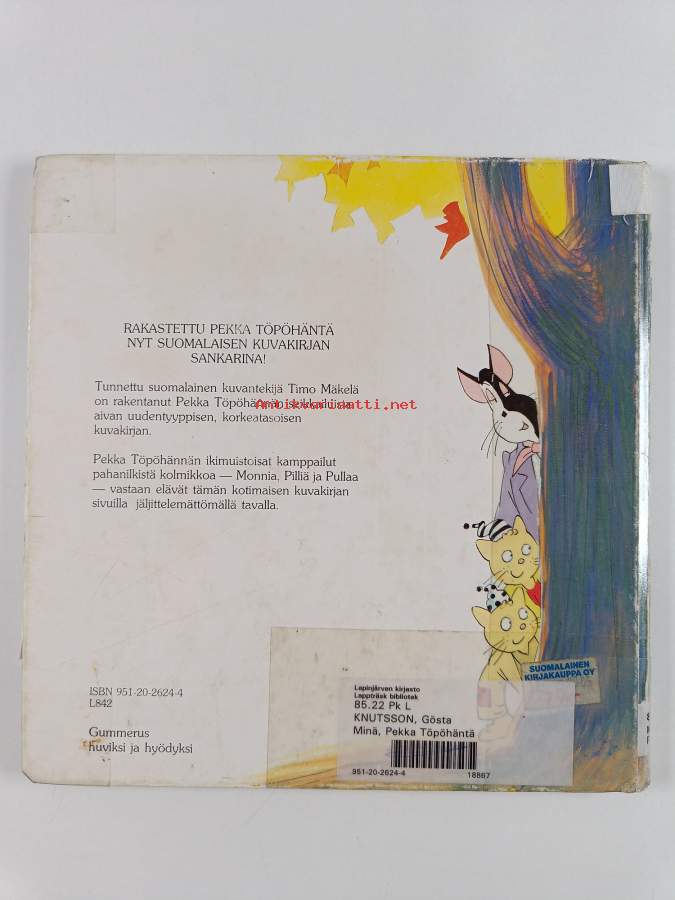 RAKASTETTU PEKKA TÖPÖHÄNTÄ
NYT SUOMALAISEN KUVAKIRJAN
SANKARINA!
Tunnettu suomalainen kuvantekijä Timo Mäkelä
on rakentanut Pekka Töpöhännän seikkailuista
aivan uudentyyppisen, korkeatasoisen
kuvakirjan.
Antikvariaatti.net
Pekka Töpöhännän ikimuistoisat kamppailut
pahanilkistä kolmikkoa — Monnia, Pilliä ja Pullaa
— vastaan elävät tämän kotimaisen kuvakirjan
sivuilla jäljittelemättömällä tavalla.
ISBN 951-20-2624-4
L842
Gummerus
huviksi ja hyödyksi
SUOMALAINEN
KIRJAKAUPPA OY
Lapinjärven kirjasto
Lappträsk bibliotek
85.22 Pk L
KNUTSSON, Gösta
Minä, Pekka Töpöhäntä
951-20-2624-4 18867